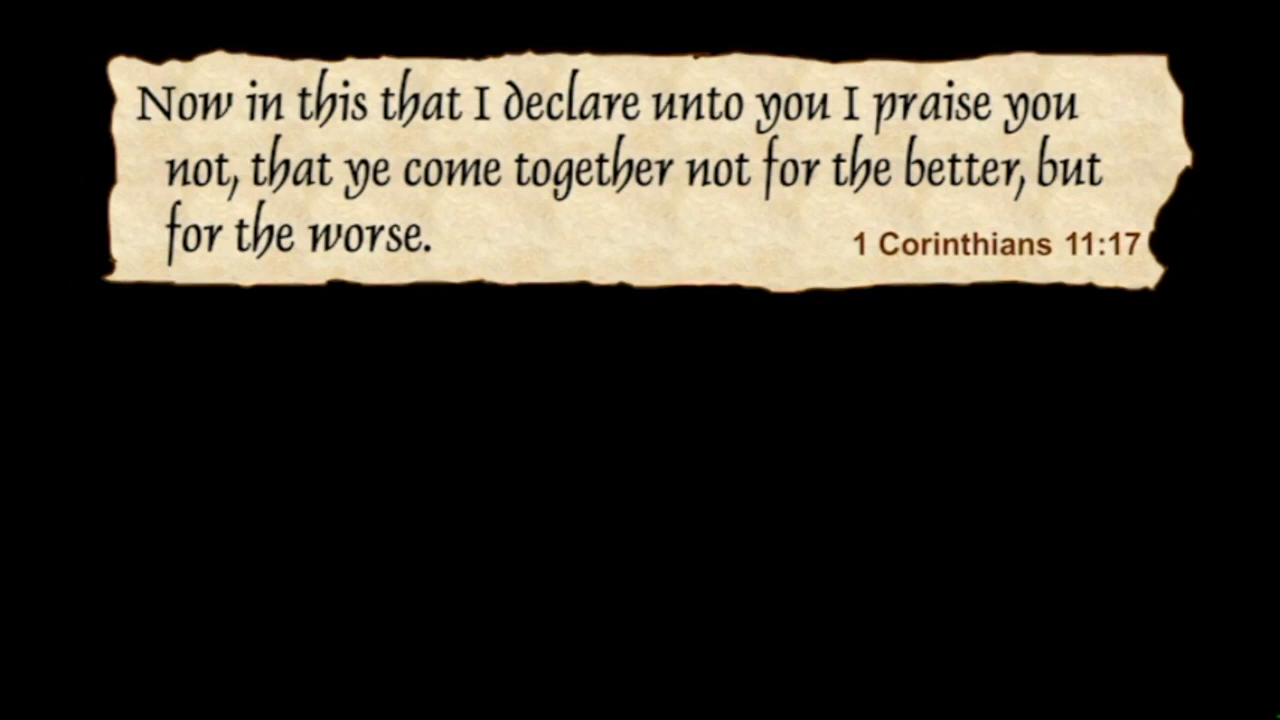 Now in this that I declare unto you I praise you
not, that ye come together not for the better, but
for the worse.
1 Corinthians 11:17